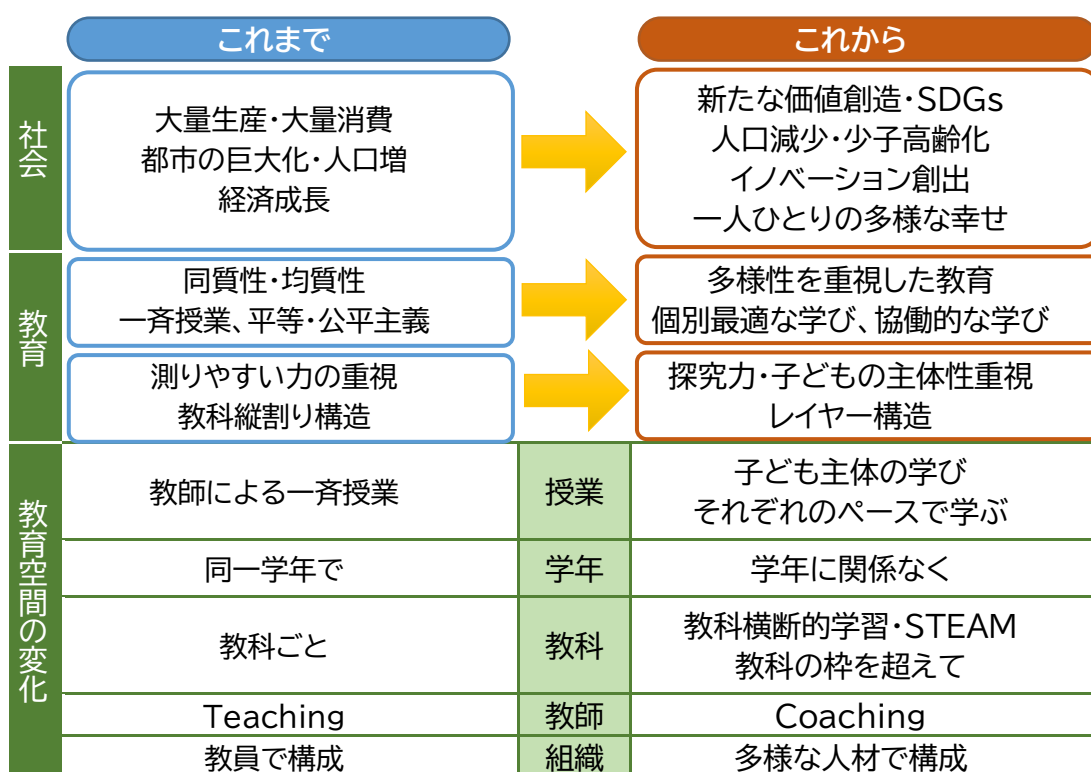 これまで
これから
社会
大量生産・大量消費
都市の巨大化・人口増
経済成長
新たな価値創造・SDGs
人口減少・少子高齢化
イノベーション創出
一人ひとりの多様な幸せ
教育
同質性・均質性
一斉授業、平等・公平主義
多様性を重視した教育
個別最適な学び、協働的な学び
測りやすい力の重視
教科縦割り構造
探究力・子どもの主体性重視
レイヤー構造
教育空間の変化
教師による一斉授業
授業
子ども主体の学び
それぞれのペースで学ぶ
同一学年で
学年
学年に関係なく
教科ごと
教科
教科横断的学習・STEAM
教科の枠を超えて
Teaching
教師
Coaching
教員で構成
組織
多様な人材で構成